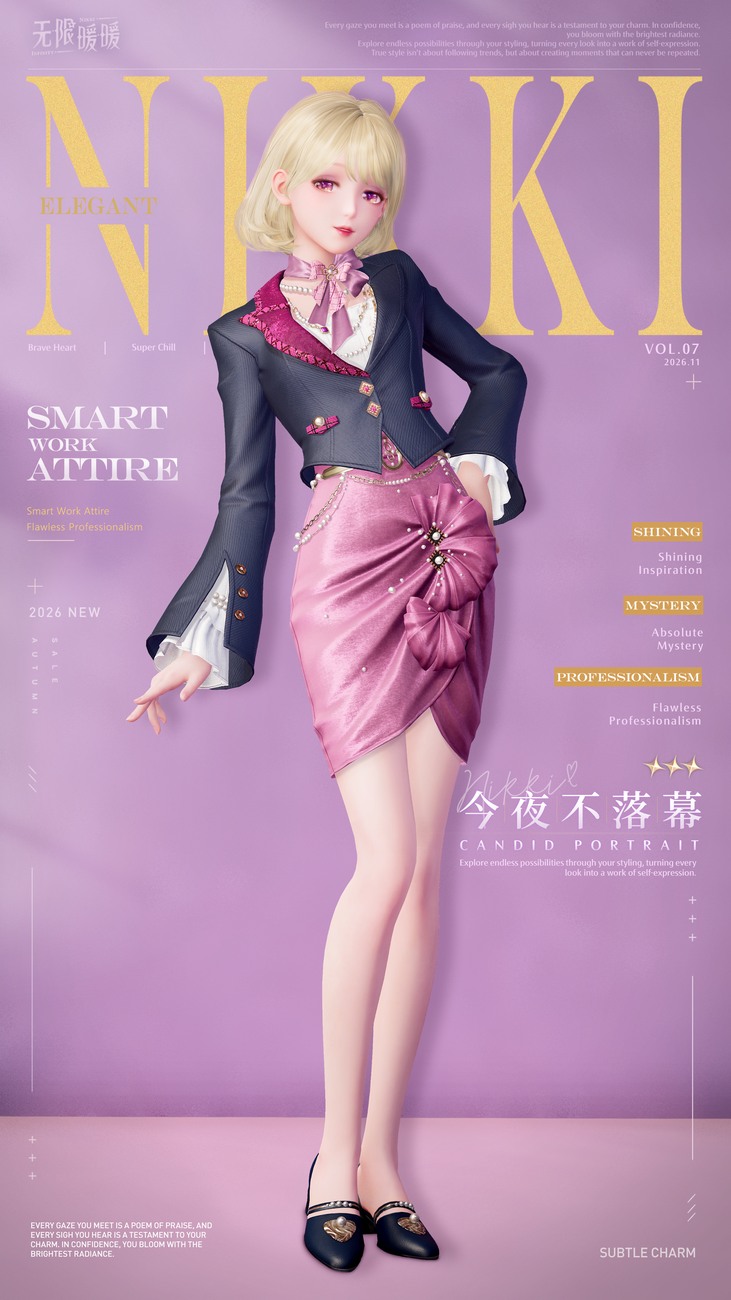 无限暖暖
Every gaze you meet is a poem of praise, and every sigh you hear is a testament to your charm. In confidence,
you bloom with the brightest radiance.
Explore endless possibilities through your styling, turning every look into a work of self-expression.
True style isn't about following trends, but about creating moments that can never be repeated.
NIKKI
ELEGANT
Brave Heart | Super Chill |
VOL.07
2026.11
SMART
WORK
ATTIRE
Smart Work Attire
Flawless Professionalism
SHINING
Shining
Inspiration
2026 NEW
SALE
AUTUMN
MYSTERY
Absolute
Mystery
PROFESSIONALISM
Flawless
Professionalism
Nikki
今夜不落幕
CANDID PORTRAIT
Explore endless possibilities through your styling, turning every
look into a work of self-expression.
EVERY GAZE YOU MEET IS A POEM OF PRAISE, AND
EVERY SIGH YOU HEAR IS A TESTAMENT TO YOUR
CHARM. IN CONFIDENCE, YOU BLOOM WITH THE
BRIGHTEST RADIANCE.
SUBTLE CHARM